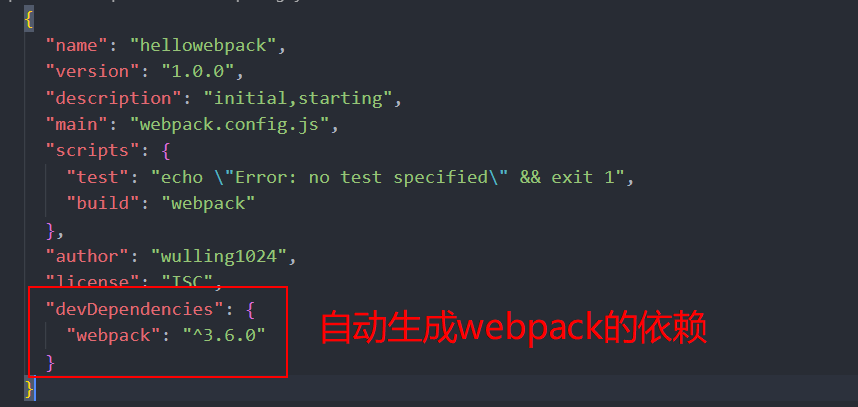 {
"name": "hellowebpack",
"version": "1.0.0",
"description": "initial,starting",
"main": "webpack.config.js",
"scripts": {
"test": "echo \"Error: no test specified\" && exit 1",
"build": "webpack"
},
"author": "wulling1024",
"license": "ISC",
"devDependencies": {
"webpack": "^3.6.0"
}
}
自动生成webpack的依赖